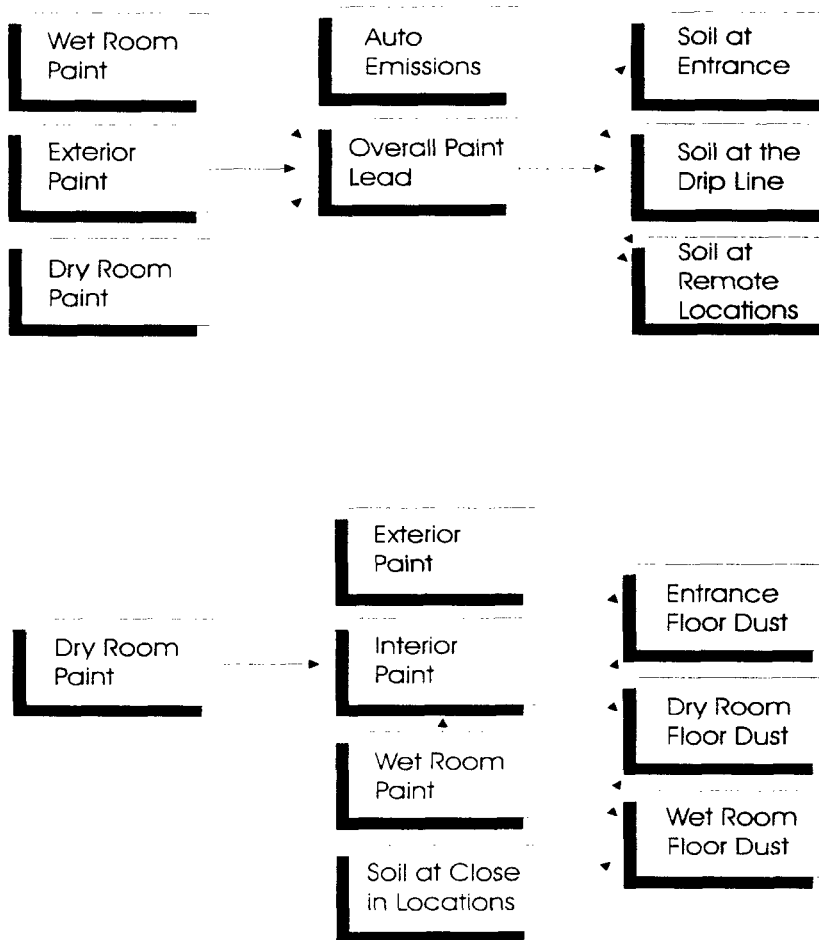 Wet Room
Paint
Auto
Emissions
Soil at
Entrance
Exterior
Paint
Overall Paint
Lead
Soil at the
Drip Line
Dry Room
Paint
Soil at
Remote
Locations
Exterior
Paint
Entrance
Floor Dust
Dry Room
Paint
Interior
Paint
Dry Room
Floor Dust
Wet Room
Paint
Wet Room
Floor Dust
Soil at Close
in Locations